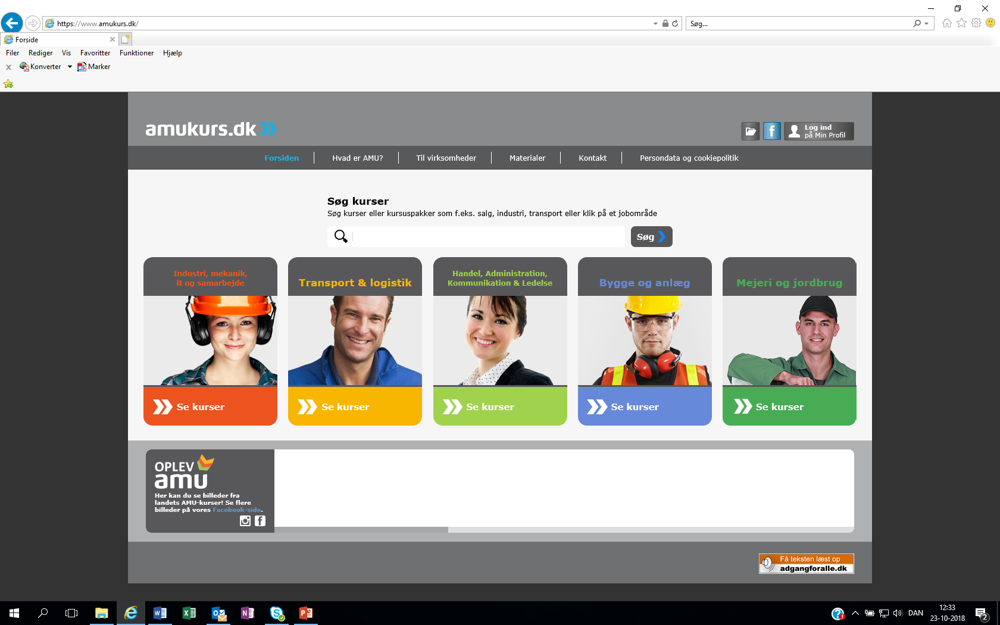 https://www.amukurs.dk/
Søg...
Forside
Filer Rediger Vis Favoritter Funktioner Hjælp
x Konverter Marker
amukurs.dk
f
Log ind
på Min Profil
Forsiden Hvad er AMU? Til virksomheder Materialer Kontakt Persondata og cookiepolitik
Søg kurser
Søg kurser eller kursuspakker som f.eks. salg, industri, transport eller klik på et jobområde
Søg
Industri, mekanik,
it og samarbejde
Transport & logistik
Handel, Administration,
Kommunikation & Ledelse
Bygge og anlæg
Mejeri og jordbrug
Se kurser
Se kurser
Se kurser
Se kurser
Se kurser
OPLEV
amu
Her kan du se billeder fra
landets AMU-kurser! Se flere
billeder på vores Facebook-side.
Få teksten læst op
adgangforalle.dk
DAN
12:33
23-10-2018
2